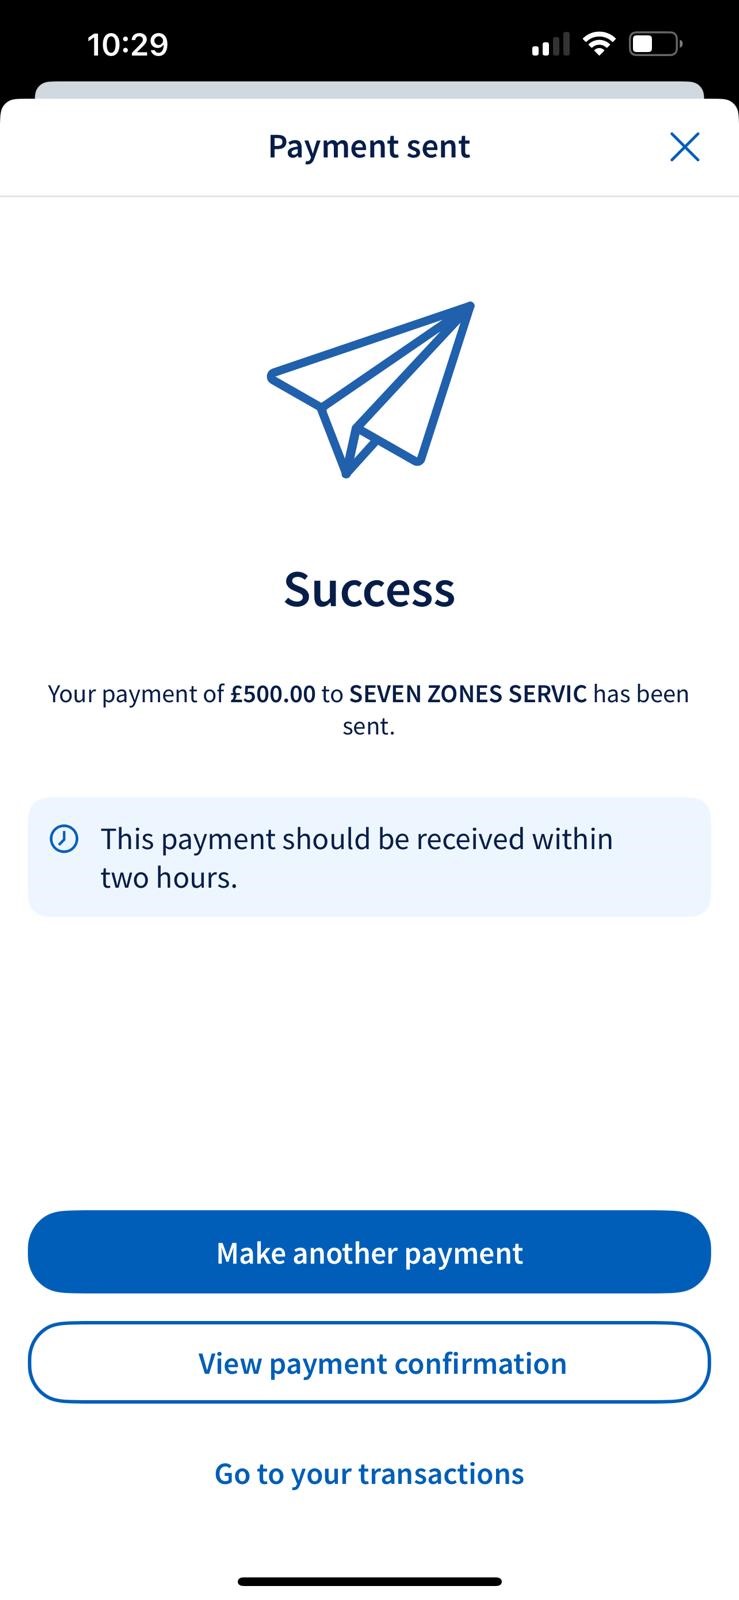 10:29
Payment sent
Success
Your payment of £500.00 to SEVEN ZONES SERVIC has been
sent.
This payment should be received within
two hours.
Make another payment
View payment confirmation
Go to your transactions